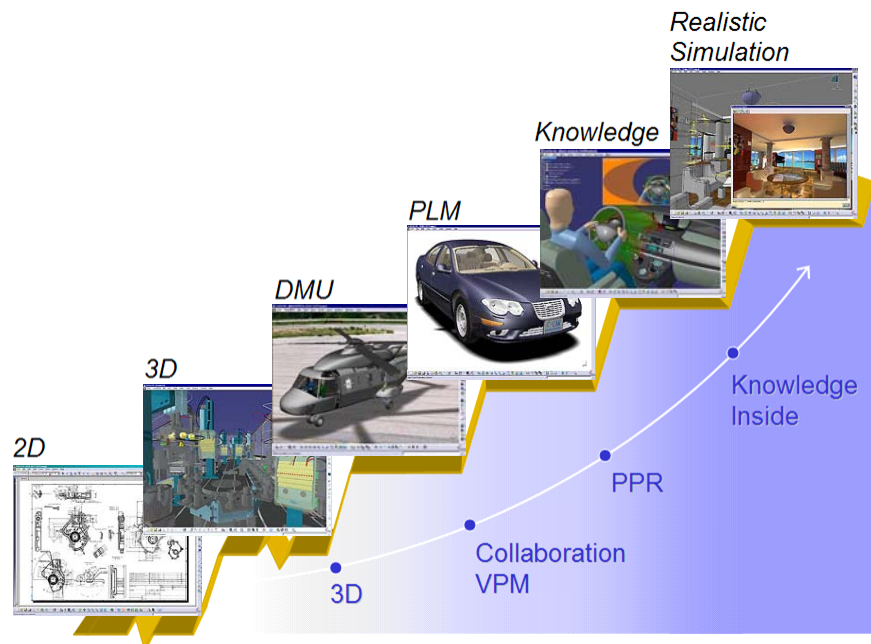 Realistic
Simulation
Knowledge
PLM
DMU
3D
2D
Knowledge
Inside
PPR
Collaboration
VPM
3D